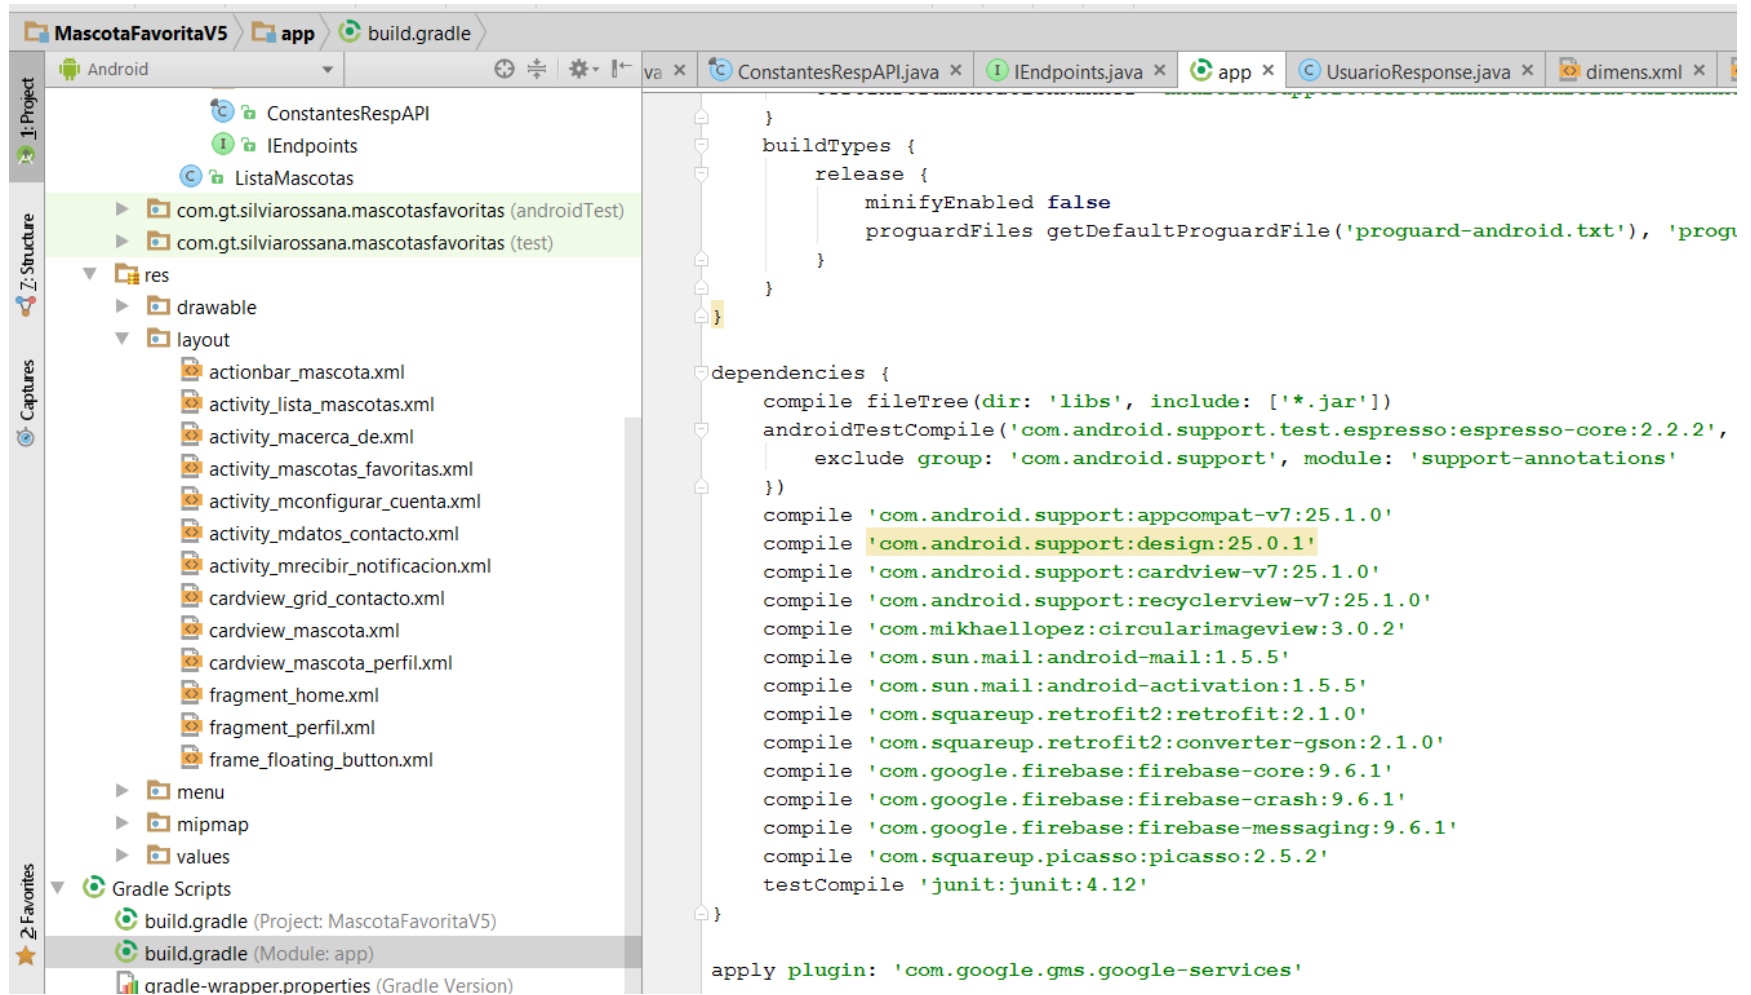 MascotaFavoritaV5 app build.gradle
Android
va ConstantesRespAPI.java IEndpoints.java app UsuarioResponse.java dimens.xml
1: Project
7: Structure
Captures
2: Favorites
ConstantesRespAPI
IEndpoints
ListaMascotas
com.gt.silviarossana.mascotasfavoritas (androidTest)
com.gt.silviarossana.mascotasfavoritas (test)
res
drawable
layout
actionbar_mascota.xml
activity_lista_mascotas.xml
activity_macerca_de.xml
activity_mascotas_favoritas.xml
activity_mconfigurar_cuenta.xml
activity_mdatos_contacto.xml
activity_mrecibir_notificacion.xml
cardview_grid_contacto.xml
cardview_mascota.xml
cardview_mascota_perfil.xml
fragment_home.xml
fragment_perfil.xml
frame_floating_button.xml
menu
mipmap
values
Gradle Scripts
build.gradle (Project: MascotaFavoritaV5)
build.gradle (Module: app)
gradle-wrapper.properties (Gradle Version)
}
buildTypes {
release {
minifyEnabled false
proguardFiles getDefaultProguardFile('proguard-android.txt'), 'progu
}
}
}
dependencies {
compile fileTree(dir: 'libs', include: ['*.jar'])
androidTestCompile('com.android.support.test.espresso:espresso-core:2.2.2',
exclude group: 'com.android.support', module: 'support-annotations'
})
compile 'com.android.support:appcompat-v7:25.1.0'
compile 'com.android.support:design:25.0.1'
compile 'com.android.support:cardview-v7:25.1.0'
compile 'com.android.support:recyclerview-v7:25.1.0'
compile 'com.mikhaellopez:circularimageview:3.0.2'
compile 'com.sun.mail:android-mail:1.5.5'
compile 'com.sun.mail:android-activation:1.5.5'
compile 'com.squareup.retrofit2:retrofit:2.1.0'
compile 'com.squareup.retrofit2:converter-gson:2.1.0'
compile 'com.google.firebase:firebase-core:9.6.1'
compile 'com.google.firebase:firebase-crash:9.6.1'
compile 'com.google.firebase:firebase-messaging:9.6.1'
compile 'com.squareup.picasso:picasso:2.5.2'
testCompile 'junit:junit:4.12'
}
apply plugin: 'com.google.gms.google-services'